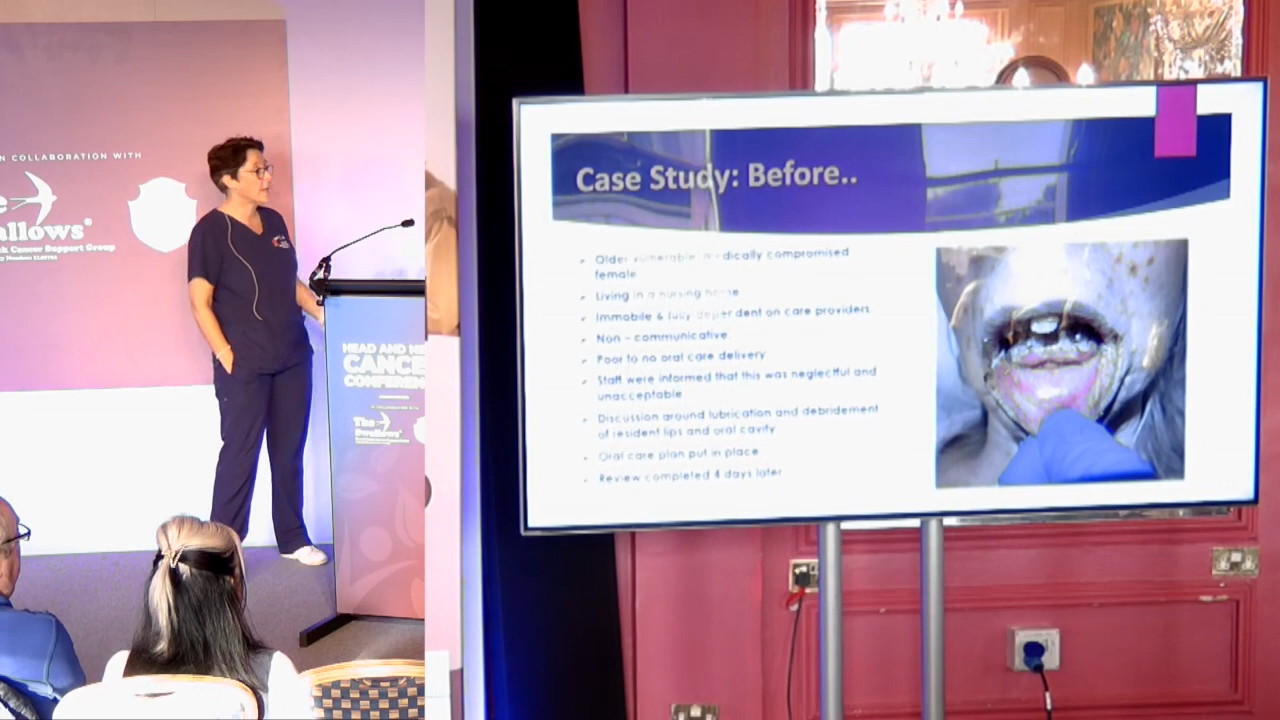 N COLLABORATION WITH
e
allows®
k Cancer Support Group
HEAD AND NE
CANCE
CONFEREN
The
Swallows®
Case Study: Before..
Older vulnerable medically compromised
female
Living in a nursing home
Immobile & fully dependent on care providers
Non - communicative
Poor to no oral care delivery
Staff were informed that this was neglectful and
unacceptable
Discussion around lubrication and debridement
of resident lips and oral cavity
Oral care plan put in place
Review completed 4 days later